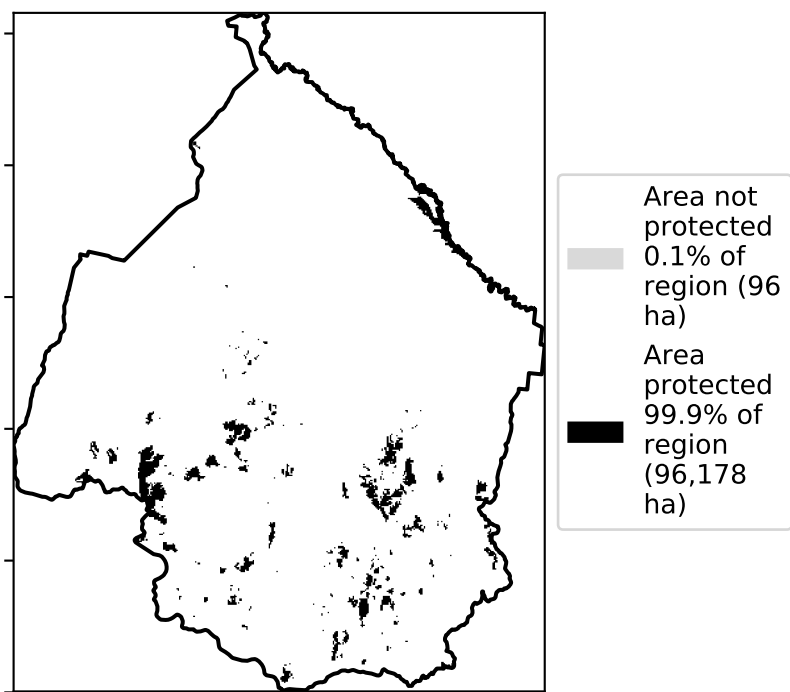 Area not
protected
0.1% of
region (96
ha)
Area
protected
99.9% of
region
(96,178
ha)